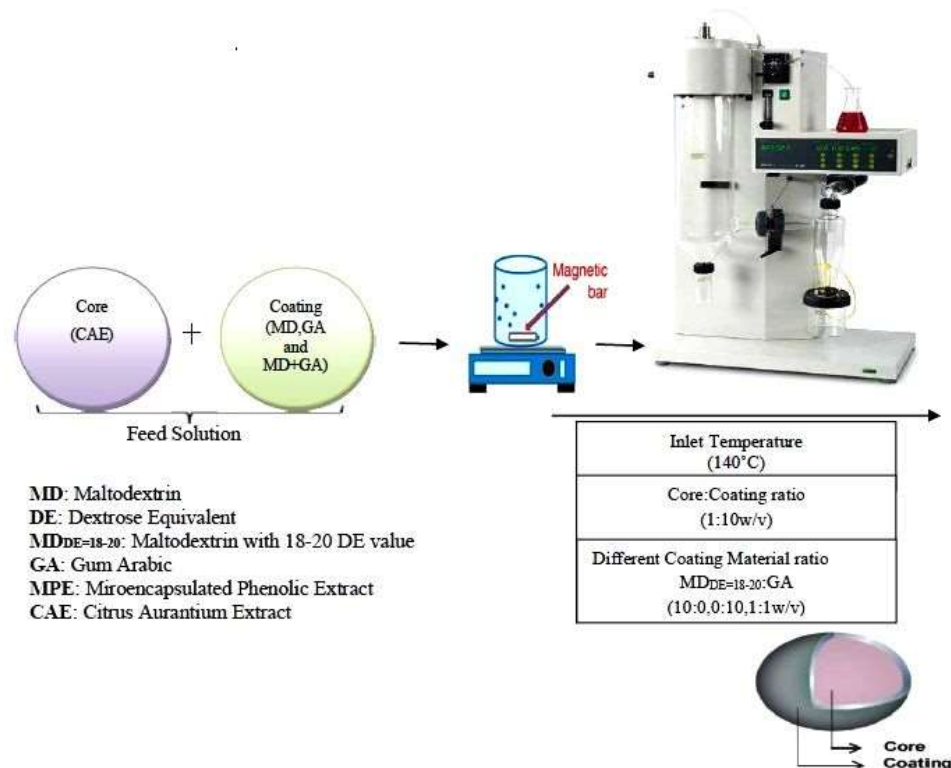 Core
(CAE)
+
Coating
(MD,GA
and
MD+GA)
Magnetic
bar
Feed Solution
Inlet Temperature
(140˚C)
Core:Coating ratio
(1:10w/v)
Different Coating Material ratio
MDDE=18-20:GA
(10:0,0:10,1:1w/v)
MD: Maltodextrin
DE: Dextrose Equivalent
MDDE=18-20: Maltodextrin with 18-20 DE value
GA: Gum Arabic
MPE: Miroencapsulated Phenolic Extract
CAE: Citrus Aurantium Extract
Core
Coating